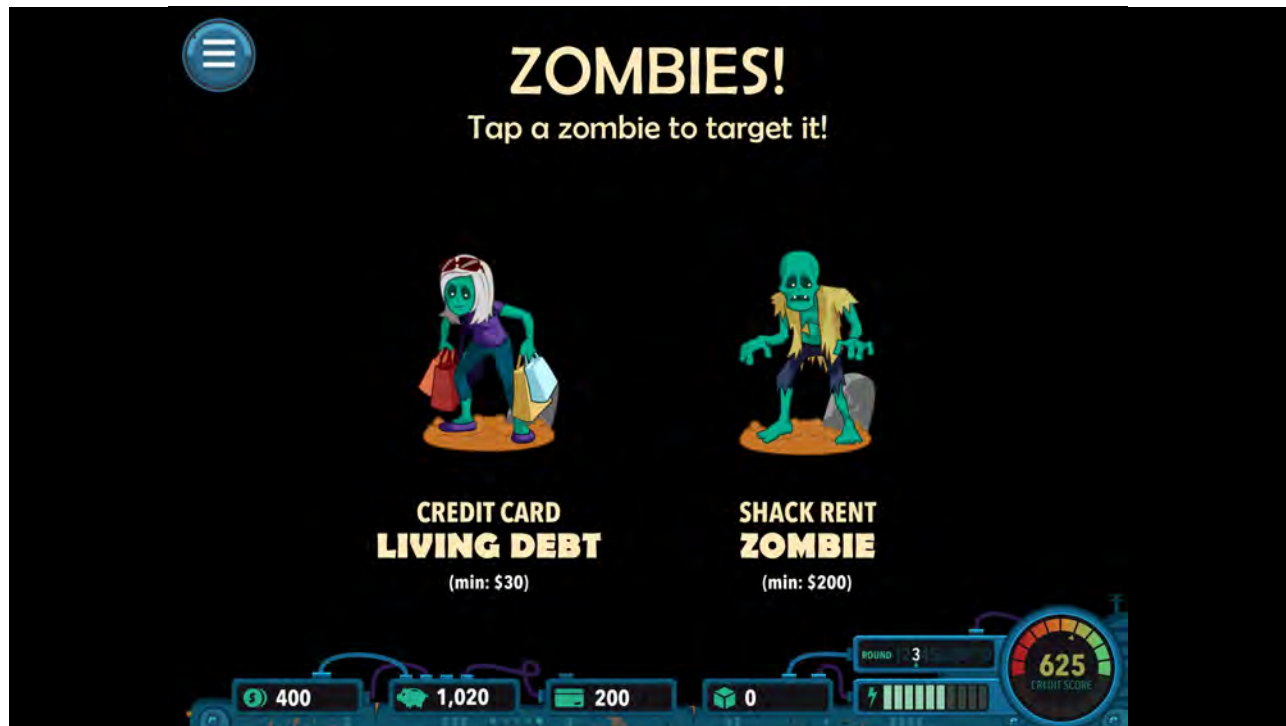 ZOMBIES!
Tap a zombie to target it!
CREDIT CARD
LIVING DEBT
(min: $30)
SHACK RENT
ZOMBIE
(min: $200)
ROUND 3
400
1,020
200
0
625
CREDIT SCORE